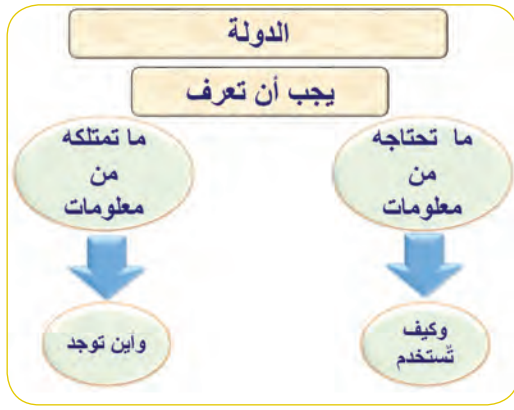 الدولة
يجب أن تعرف
ما تحتاجه
من
معلومات
ما تمتلكه
من
معلومات
وكيف
تُستخدم
وأين توجد